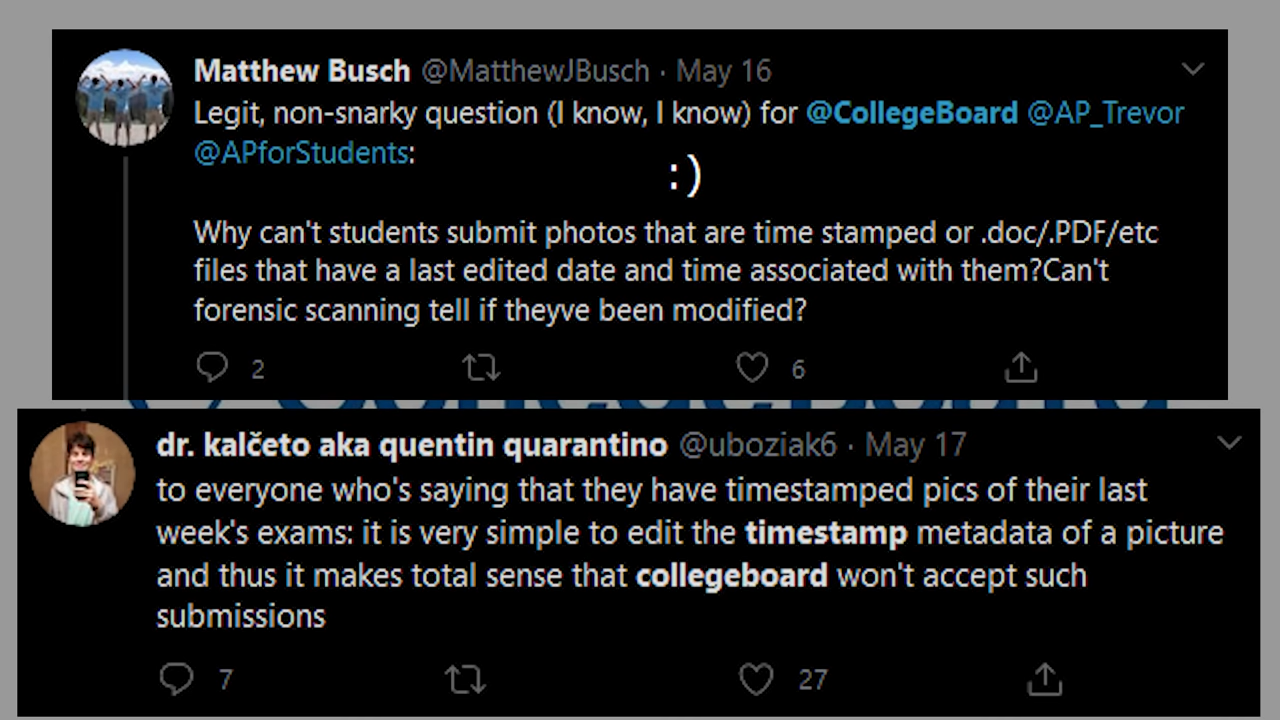 Matthew Busch @MatthewJBusch · May 16
Legit, non-snarky question (I know, I know) for @CollegeBoard @AP_Trevor
@APforStudents:
:)
Why can't students submit photos that are time stamped or .doc/.PDF/etc
files that have a last edited date and time associated with them?Can't
forensic scanning tell if theyve been modified?
2 6
dr. kalčeto aka quentin quarantino @uboziak6 · May 17
to everyone who's saying that they have timestamped pics of their last
week's exams: it is very simple to edit the timestamp metadata of a picture
and thus it makes total sense that collegeboard won't accept such
submissions
7 27